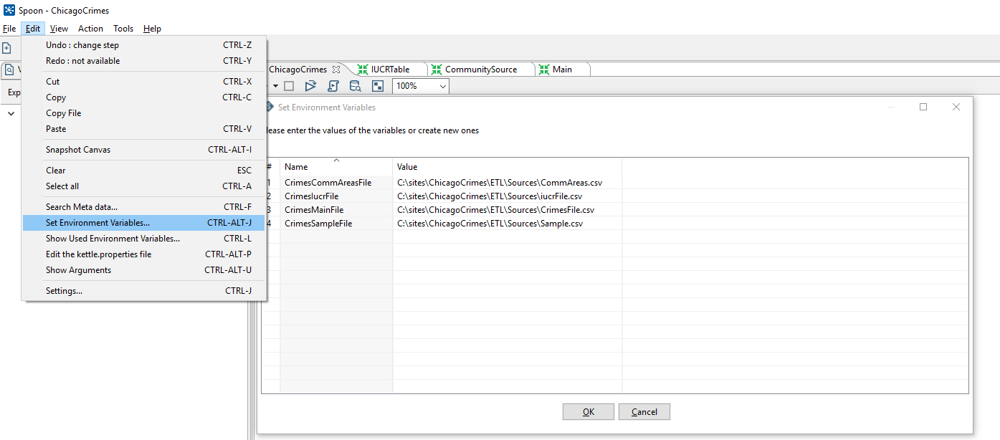 Spoon - ChicagoCrimes
File Edit View Action Tools Help
Undo : change step CTRL-Z
Redo : not available CTRL-Y
Cut CTRL-X
Copy CTRL-C
Copy File
Paste CTRL-V
Snapshot Canvas CTRL-ALT-I
Clear ESC
Select all CTRL-A
Search Meta data... CTRL-F
Set Environment Variables... CTRL-ALT-J
Show Used Environment Variables... CTRL-L
Edit the kettle.properties file CTRL-ALT-P
Show Arguments CTRL-ALT-U
Settings... CTRL-J
Exp
ChicagoCrimes IUCRTable CommunitySource Main
100%
Set Environment Variables
lease enter the values of the variables or create new ones
# Name Value
1 CrimesCommAreasFile C:\sites\ChicagoCrimes\ETL\Sources\CommAreas.csv
2 CrimesIucrFile C:\sites\ChicagoCrimes\ETL\Sources\iucrFile.csv
3 CrimesMainFile C:\sites\ChicagoCrimes\ETL\Sources\CrimesFile.csv
4 CrimesSampleFile C:\sites\ChicagoCrimes\ETL\Sources\Sample.csv
OK Cancel